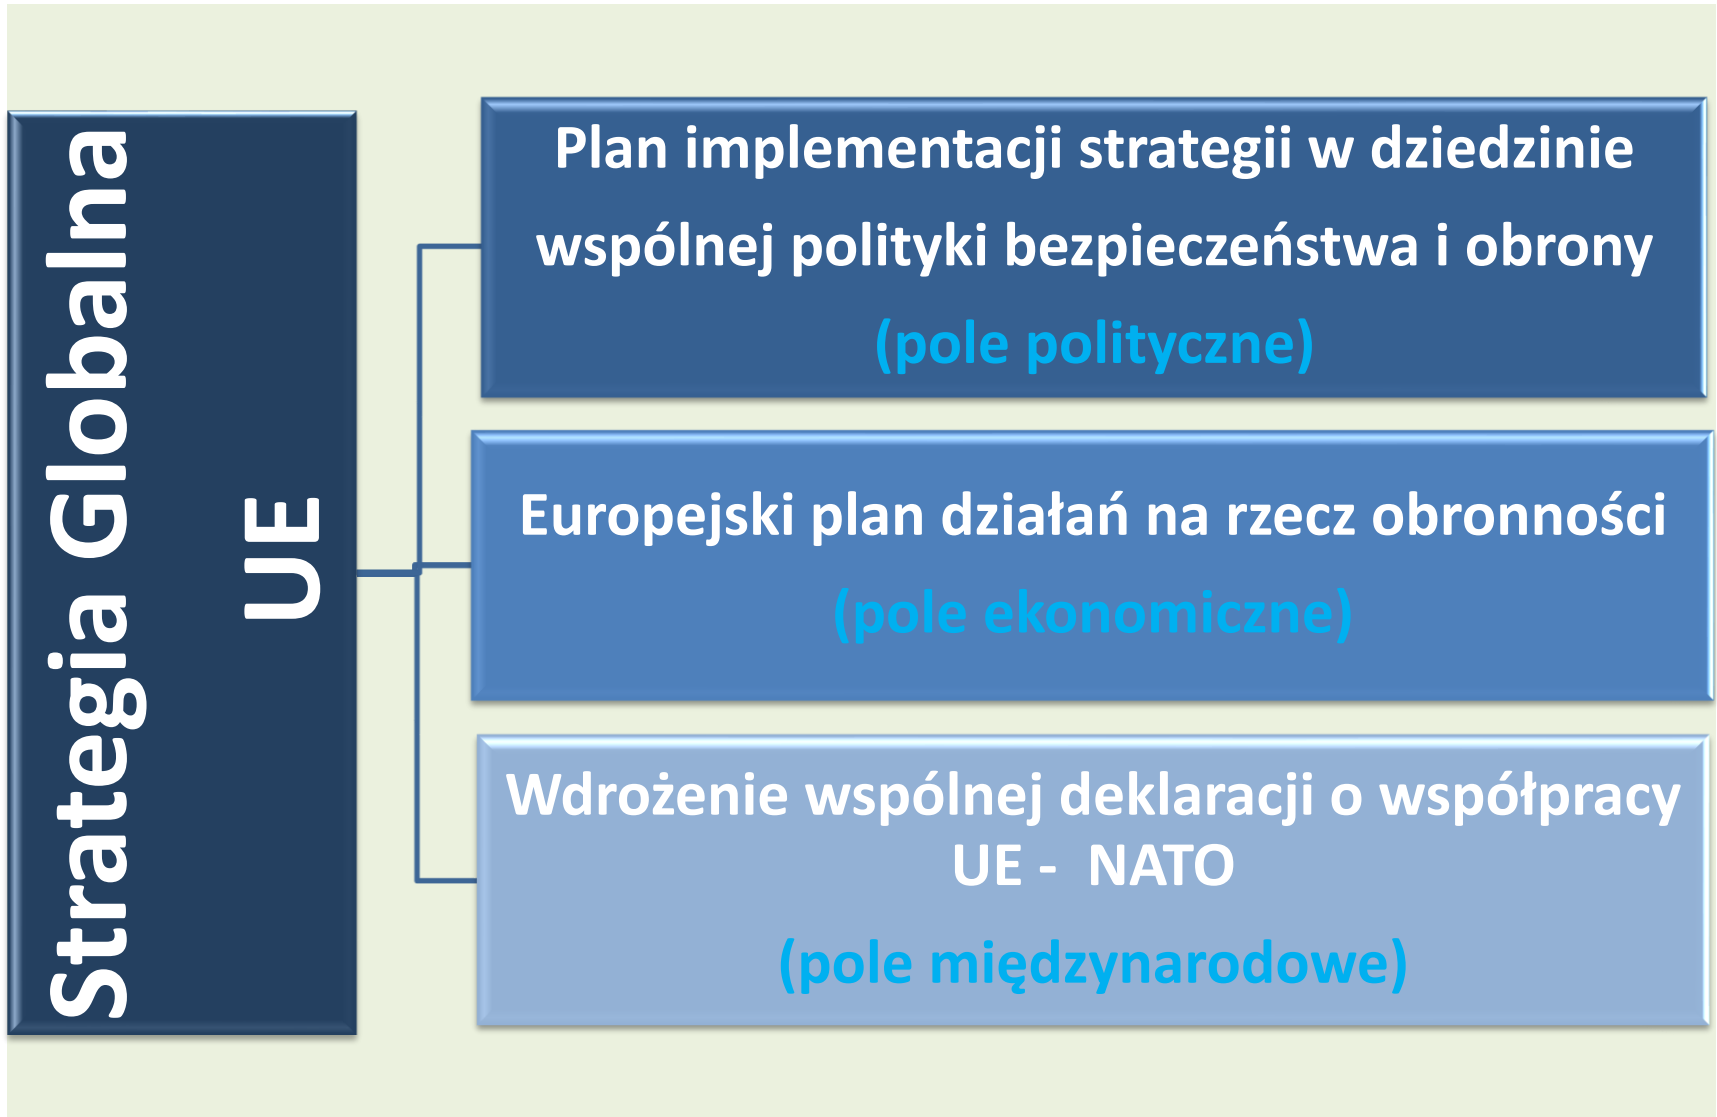 Strategia Globalna
UE
Plan implementacji strategii w dziedzinie
wspólnej polityki bezpieczeństwa i obrony
(pole polityczne)
Europejski plan działań na rzecz obronności
(pole ekonomiczne)
Wdrożenie wspólnej deklaracji o współpracy
UE - NATO
(pole międzynarodowe)